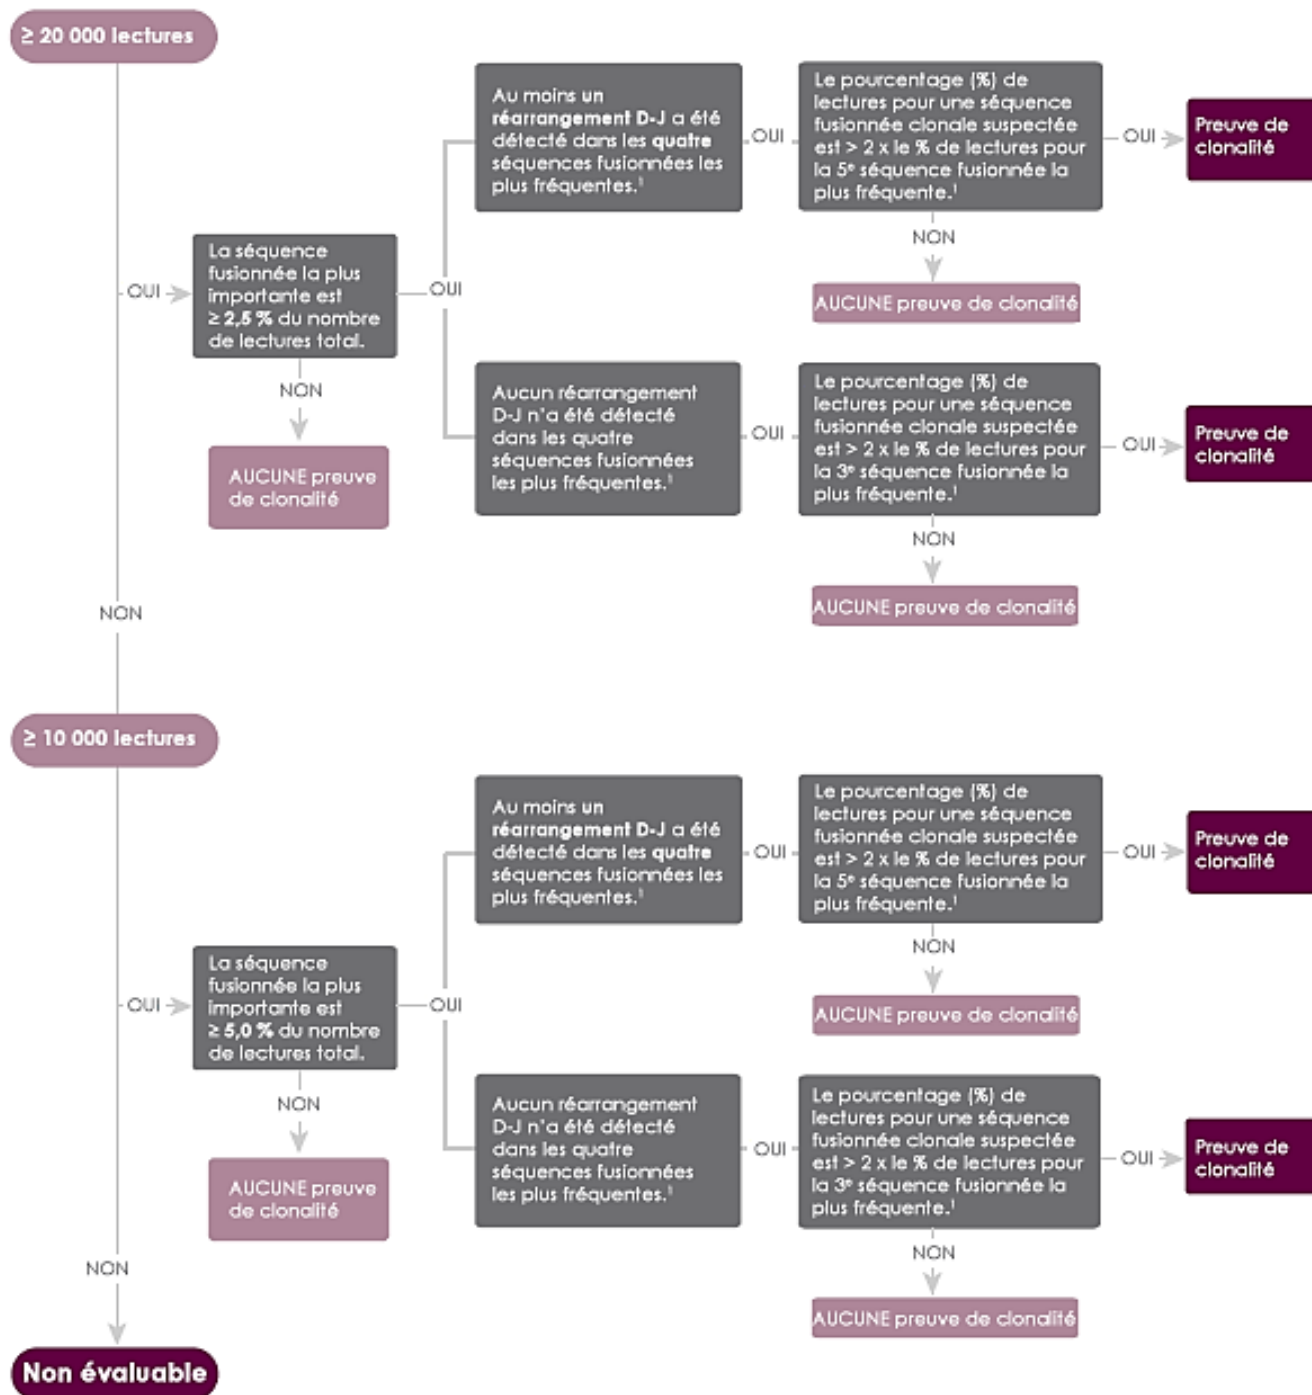 ≥ 20 000 lectures
Au moins un
réarrangement D-J a été
détecté dans les quatre
séquences fusionnées les
plus fréquentes.¹
OUI
Le pourcentage (%) de
lectures pour une séquence
fusionnée clonale suspectée
est > 2 x le % de lectures pour
la 5ᵉ séquence fusionnée la
plus fréquente.¹
OUI
Preuve de
clonalité
NON
AUCUNE preuve de clonalité
OUI
La séquence
fusionnée la plus
importante est
≥ 2,5 % du nombre
de lectures total.
OUI
NON
AUCUNE preuve
de clonalité
Aucun réarrangement
D-J n'a été détecté
dans les quatre
séquences fusionnées
les plus fréquentes.¹
OUI
Le pourcentage (%) de
lectures pour une séquence
fusionnée clonale suspectée
est > 2 x le % de lectures pour
la 3ᵉ séquence fusionnée la
plus fréquente.¹
OUI
Preuve de
clonalité
NON
AUCUNE preuve de clonalité
NON
≥ 10 000 lectures
Au moins un
réarrangement D-J a été
détecté dans les quatre
séquences fusionnées les
plus fréquentes.¹
OUI
Le pourcentage (%) de
lectures pour une séquence
fusionnée clonale suspectée
est > 2 x le % de lectures pour
la 5ᵉ séquence fusionnée la
plus fréquente.¹
OUI
Preuve de
clonalité
NON
AUCUNE preuve de clonalité
OUI
La séquence
fusionnée la plus
importante est
≥ 5,0 % du nombre
de lectures total.
OUI
NON
AUCUNE preuve
de clonalité
Aucun réarrangement
D-J n'a été détecté
dans les quatre
séquences fusionnées
les plus fréquentes.¹
OUI
Le pourcentage (%) de
lectures pour une séquence
fusionnée clonale suspectée
est > 2 x le % de lectures pour
la 3ᵉ séquence fusionnée la
plus fréquente.¹
OUI
Preuve de
clonalité
NON
AUCUNE preuve de clonalité
NON
Non évaluable